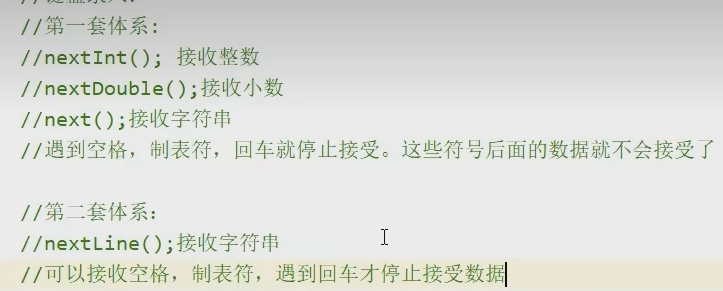 //第一套体系:
//nextInt(); 接收整数
//nextDouble();接收小数
//next();接收字符串
//遇到空格，制表符，回车就停止接受。这些符号后面的数据就不会接受了
//第二套体系:
//nextLine();接收字符串
//可以接收空格，制表符，遇到回车才停止接受数据